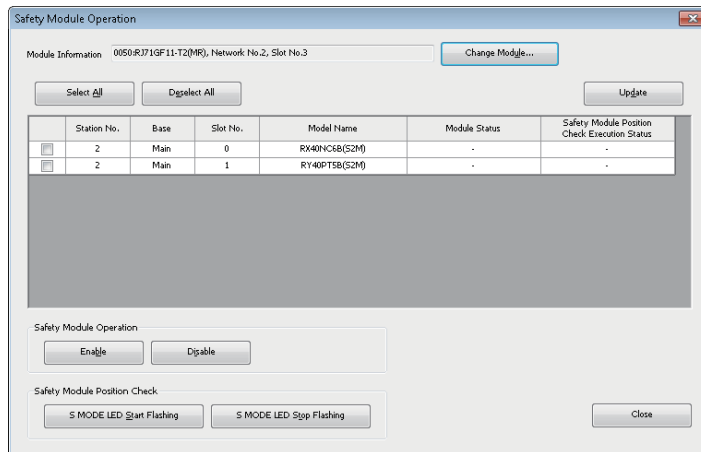 Safety Module Operation
Module Information 0050:RJ71GF11-T2(MR), Network No.2, Slot No.3 Change Module...
Select All Deselect All Update
Station No. Base Slot No. Model Name Module Status Safety Module Position
Check Execution Status
2 Main 0 RX40NC6B(S2M) - -
2 Main 1 RY40PT5B(S2M) - -
Safety Module Operation
Enable Disable
Safety Module Position Check
S MODE LED Start Flashing S MODE LED Stop Flashing Close